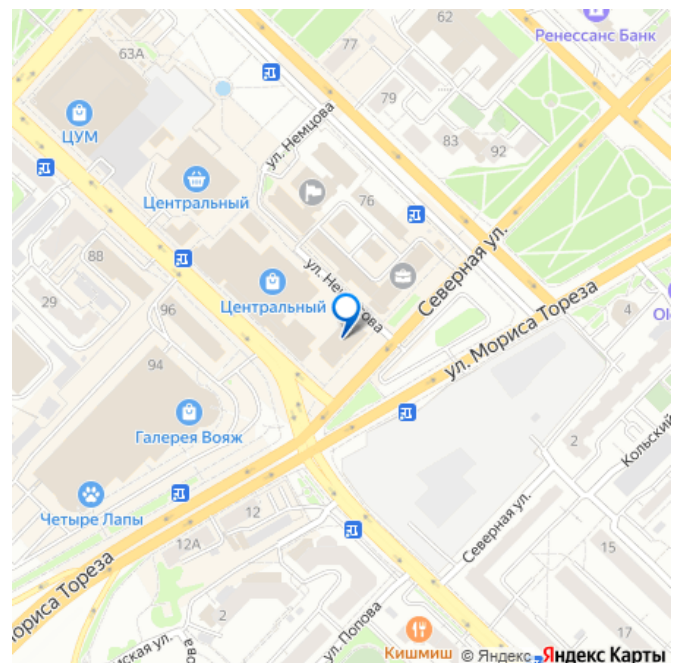 62
Ренессанс Банк
77
63А
79
ЦУМ
ул. Немцова
83
92
Центральный
76
88
Северная ул.
ул. Немцова
29
Центральный
96
ул. Мориса Тореза
4
94
Галерея Вояж
2
Кольский
Четыре Лапы
12
Северная ул.
12А
15
Мориса Тореза
2
ул. Попова
Кишмиш
© Яндекс
Яндекс Карты